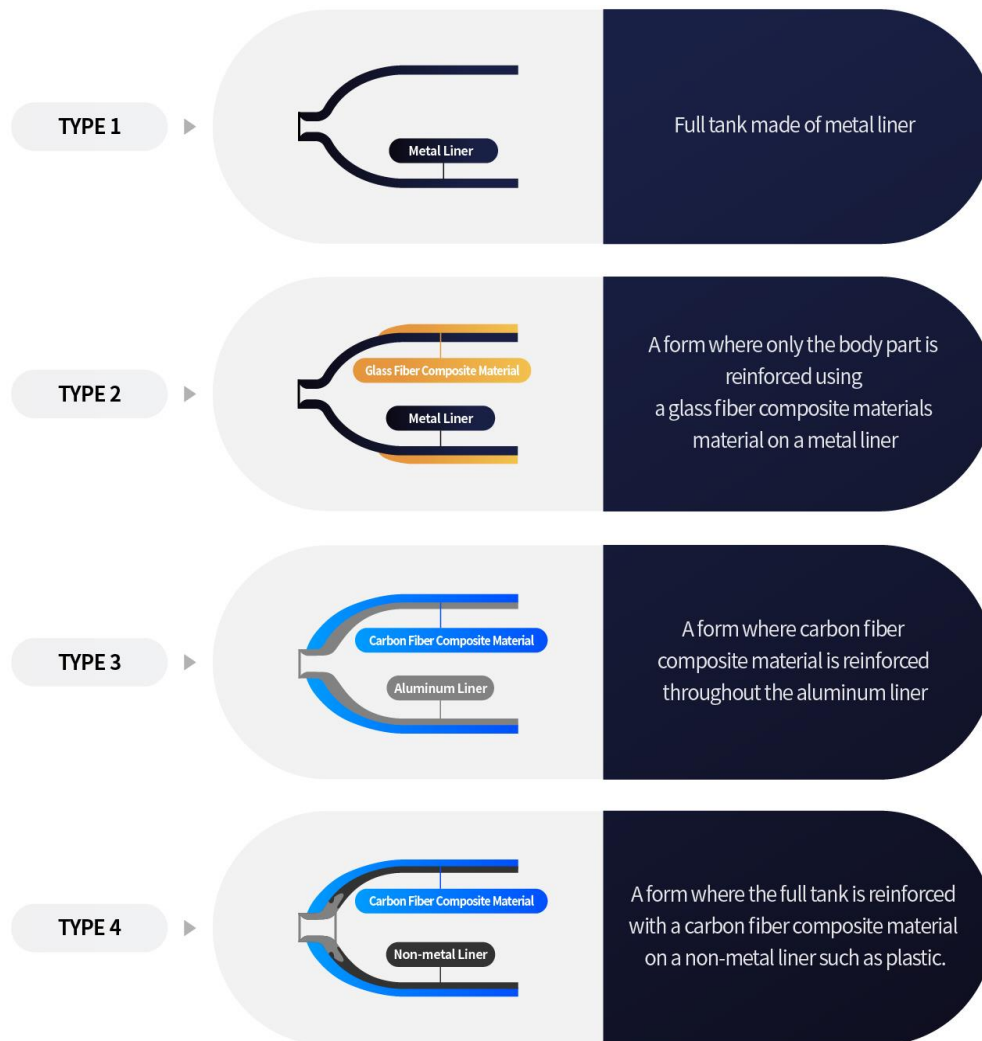 TYPE 1
Metal Liner
Full tank made of metal liner
TYPE 2
Glass Fiber Composite Material
Metal Liner
A form where only the body part is
reinforced using
a glass fiber composite materials
material on a metal liner
TYPE 3
Carbon Fiber Composite Material
Aluminum Liner
A form where carbon fiber
composite material is reinforced
throughout the aluminum liner
TYPE 4
Carbon Fiber Composite Material
Non-metal Liner
A form where the full tank is reinforced
with a carbon fiber composite material
on a non-metal liner such as plastic.